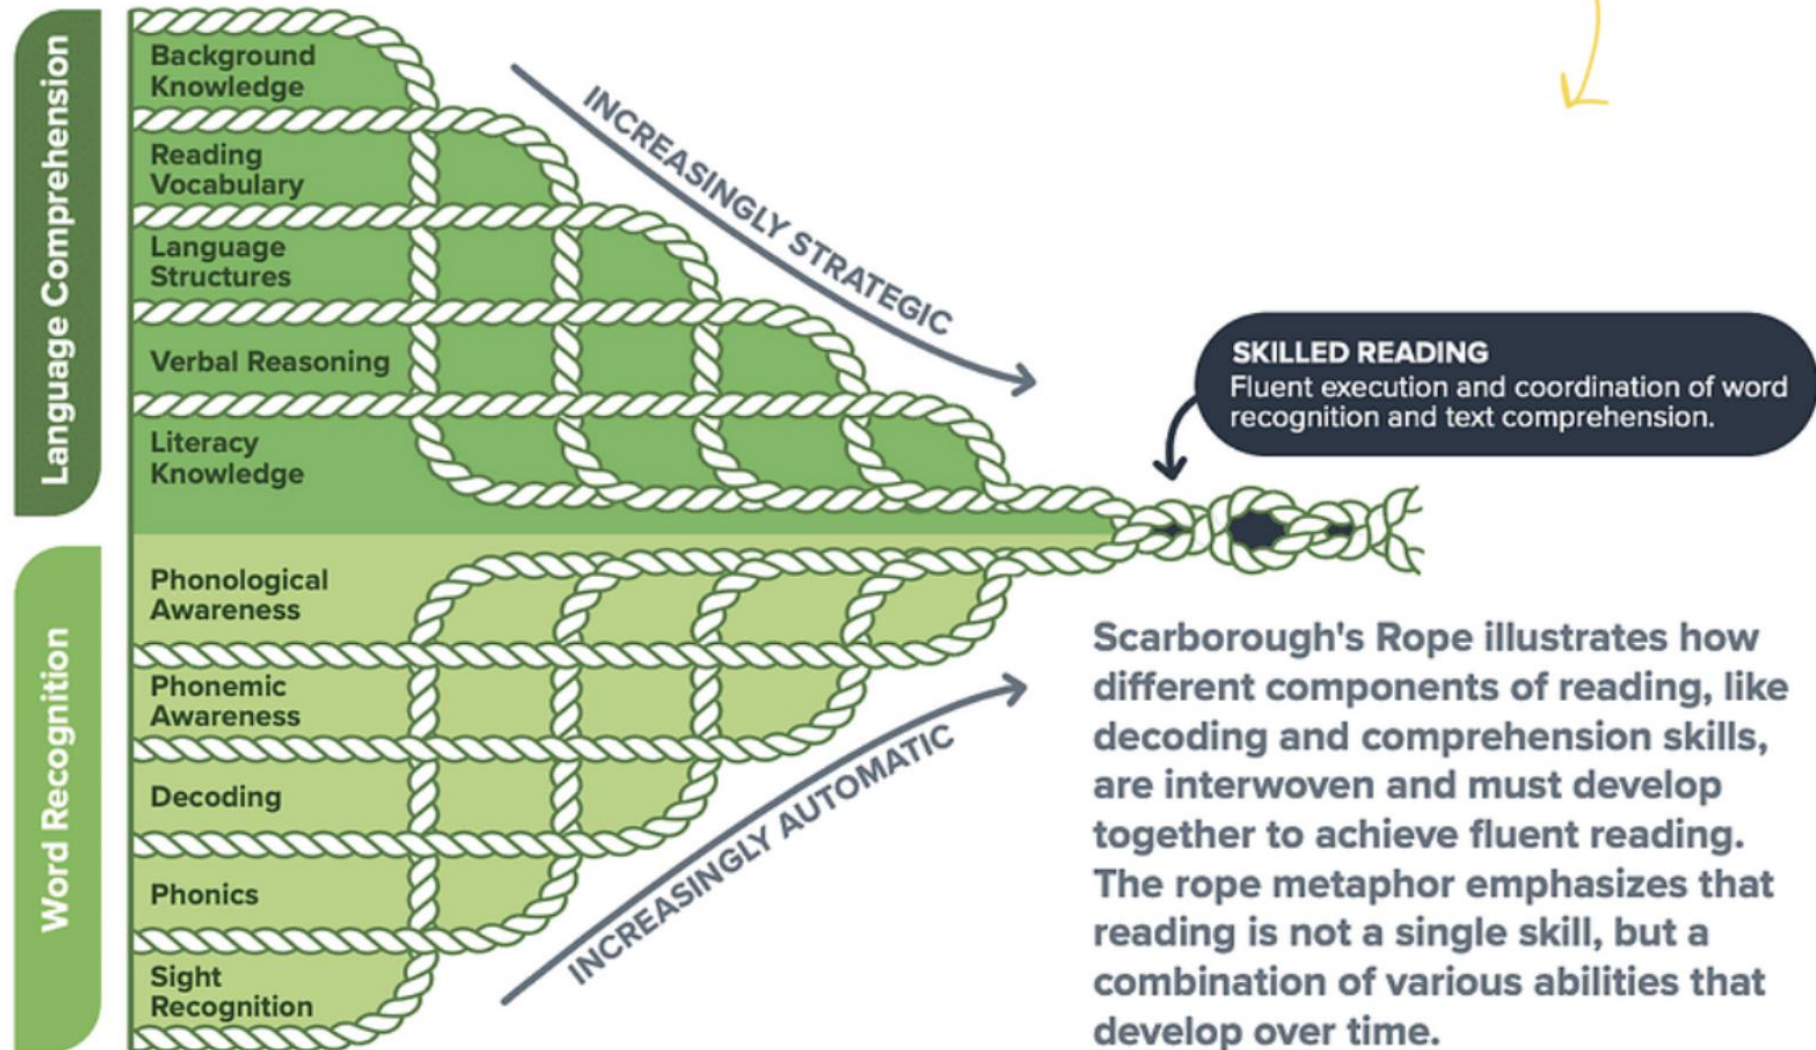 Language Comprehension
Background
Knowledge
Reading
Vocabulary
Language
Structures
Verbal Reasoning
Literacy
Knowledge
Word Recognition
Phonological
Awareness
Phonemic
Awareness
Decoding
Phonics
Sight
Recognition
INCREASINGLY STRATEGIC
INCREASINGLY AUTOMATIC
SKILLED READING
Fluent execution and coordination of word
recognition and text comprehension.
Scarborough's Rope illustrates how
different components of reading, like
decoding and comprehension skills,
are interwoven and must develop
together to achieve fluent reading.
The rope metaphor emphasizes that
reading is not a single skill, but a
combination of various abilities that
develop over time.